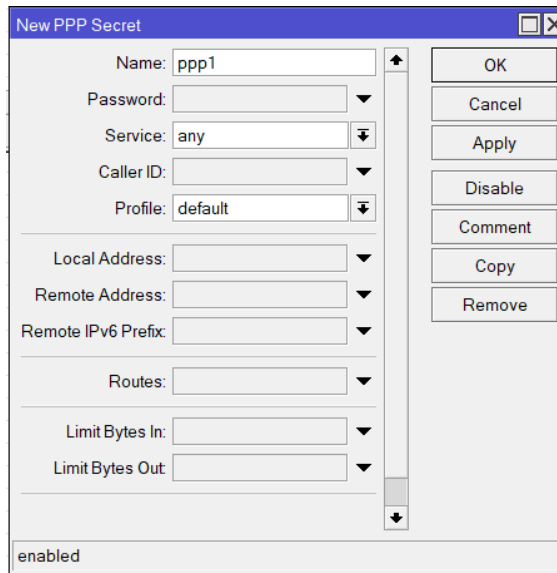 New PPP Secret
Name: ppp1
OK
Password:
Cancel
Service: any
Apply
Caller ID:
Disable
Profile: default
Comment
Local Address:
Copy
Remote Address:
Remove
Remote IPv6 Prefix:
Routes:
Limit Bytes In:
Limit Bytes Out:
enabled